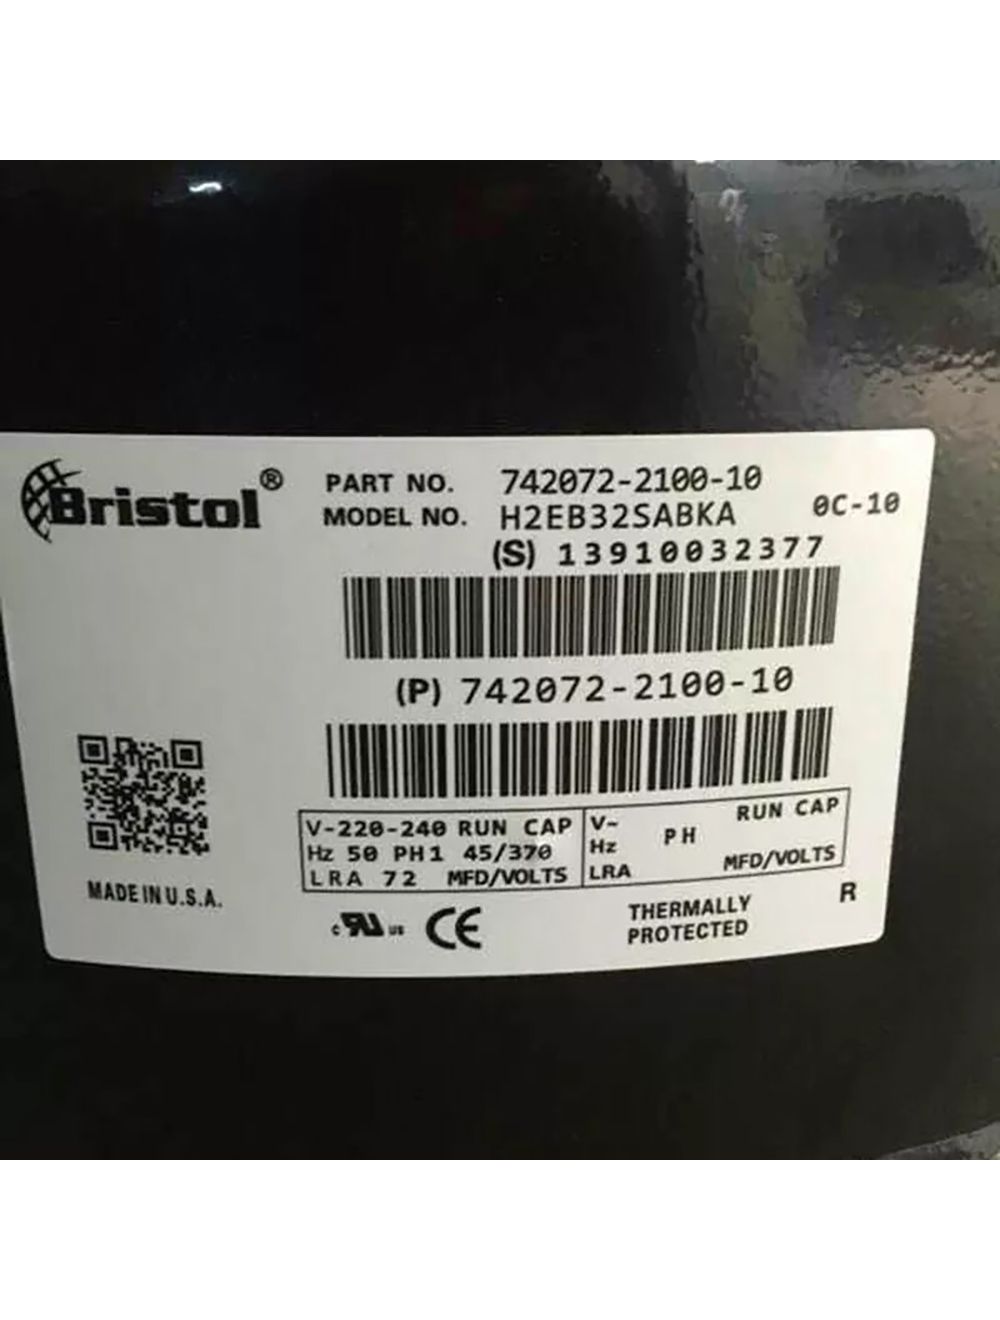 Bristol®
PART NO. 742072-2100-10
MODEL NO. H2EB32SABKA 0C-10
(S) 13910032377
(P) 742072-2100-10
V-220-240 RUN CAP
Hz 50 PH1 45/370
LRA 72 MFD/VOLTS
V~ RUN CAP
Hz PH
LRA MFD/VOLTS
MADE IN U.S.A.
c RU us CE
THERMALLY
PROTECTED
R